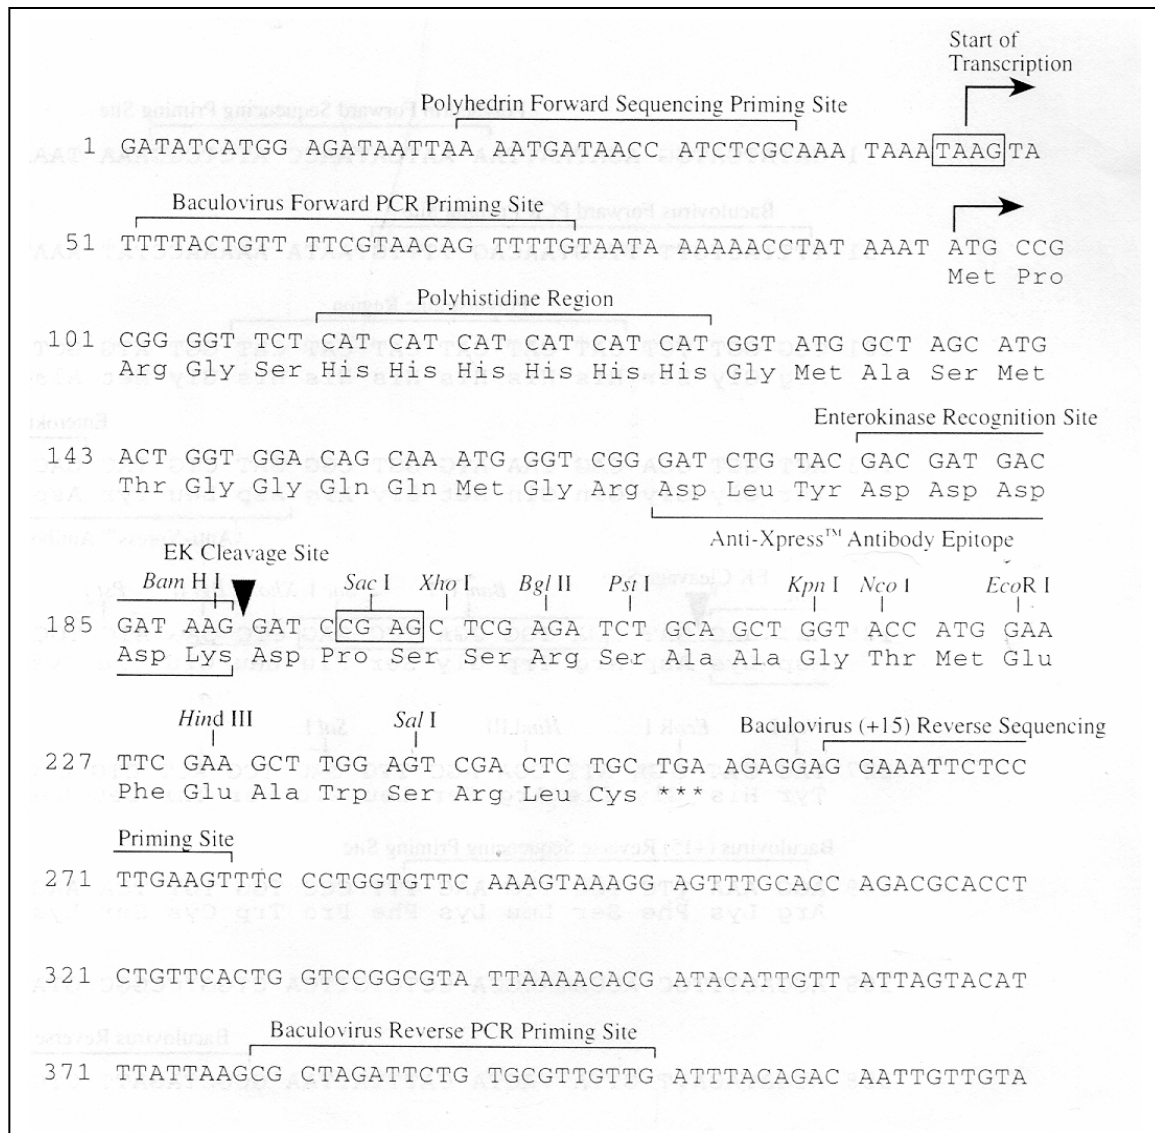 Start of
Transcription
Polyhedrin Forward Sequencing Priming Site
1 GATATCATGG AGATAATTAA AATGATAACC ATCTCGCAAA TAAATAAGTA
Baculovirus Forward PCR Priming Site
51 TTTTACTGTT TTCGTAACAG TTTTGTAATA AAAAAACCTAT AAAT ATG CCG
Met Pro
Polyhistidine Region
101 CGG GGT TCT CAT CAT CAT CAT CAT CAT GGT ATG GCT AGC ATG
Arg Gly Ser His His His His His His Gly Met Ala Ser Met
Enterokinase Recognition Site
143 ACT GGT GGA CAG CAA ATG GGT CGG GAT CTG TAC GAC GAT GAC
Thr Gly Gly Gln Gln Met Gly Arg Asp Leu Tyr Asp Asp Asp
Anti-Xpress™ Antibody Epitope
EK Cleavage Site
Bam H I Sac I Xho I Bgl II Pst I Kpn I Nco I EcoR I
185 GAT AAG GAT CCG AGC TCG AGA TCT GCA GCT GGT ACC ATG GAA
Asp Lys Asp Pro Ser Ser Arg Ser Ala Ala Gly Thr Met Glu
Hind III Sal I
Baculovirus (+15) Reverse Sequencing
227 TTC GAA GCT TGG AGT CGA CTC TGC TGA AGAGGAG GAAATTCTCC
Phe Glu Ala Trp Ser Arg Leu Cys ***
Priming Site
271 TTGAAGTTTC CCTGGTGTTC AAAGTAAAGG AGTTTGCACC AGACGCACCT
321 CTGTTCACTG GTCCGGCGTA TTAAAACACG ATACATTGTT ATTAGTACAT
Baculovirus Reverse PCR Priming Site
371 TTATTAAGCG CTAGATTCTG TGCGTTGTTG ATTTACAGAC AATTGTTGTA